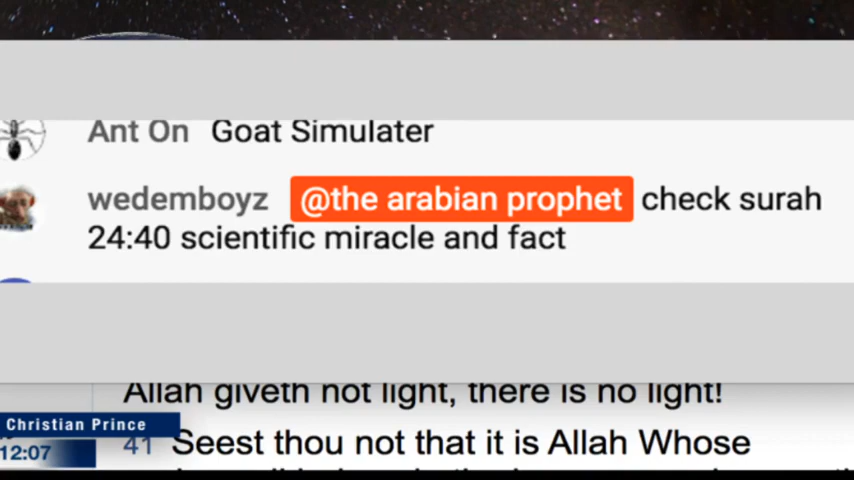 Ant On Goat Simulater
wedemboyz @the arabian prophet check surah
24:40 scientific miracle and fact
Allah giveth not light, there is no light!
Christian Prince
41 Seest thou not that it is Allah Whose
12:07